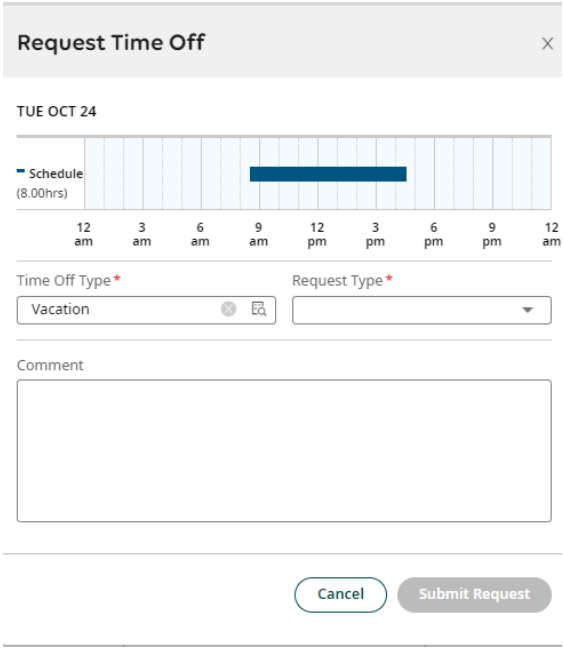 Request Time Off
X
TUE OCT 24
Schedule
(8.00hrs)
12 3 6 9 12 3 6 9 12
am am am am pm pm pm pm am
Time Off Type* Request Type*
Vacation
Comment
Cancel Submit Request